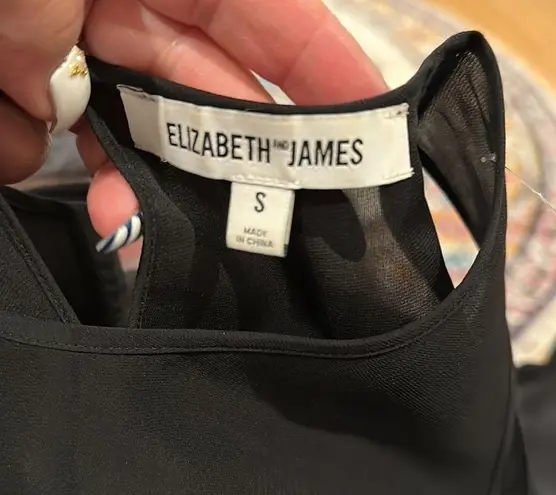 ELIZABETH AND JAMES
S
MADE
IN CHINA